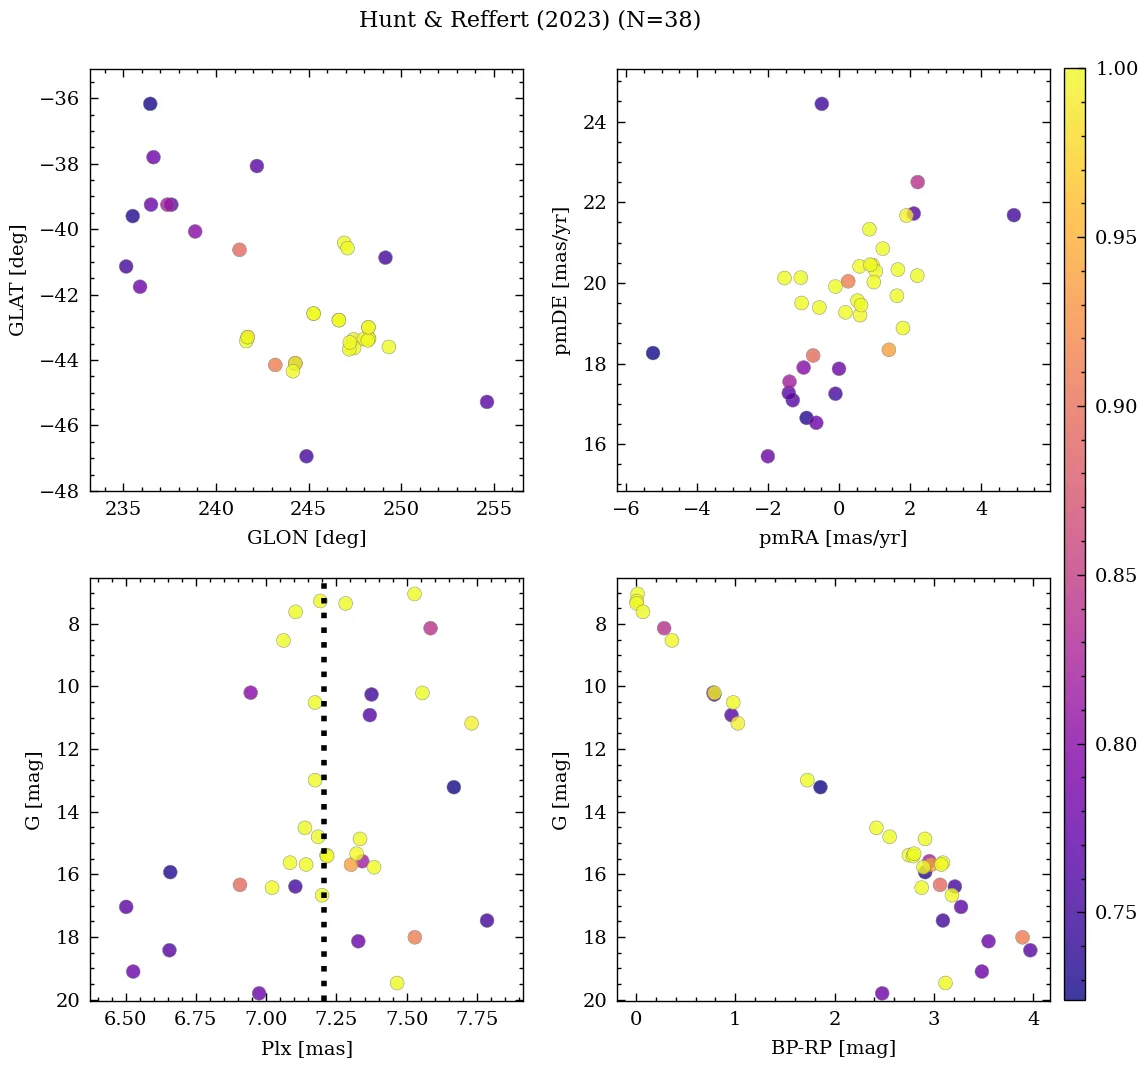 Hunt & Reffert (2023) (N=38)
−36
−38
−40
−42
−44
−46
−48
GLAT [deg]
235 240 245 250 255
GLON [deg]
24
22
20
18
16
pmDE [mas/yr]
−6 −4 −2 0 2 4
pmRA [mas/yr]
1.00
0.95
0.90
0.85
0.80
0.75
8
10
12
14
16
18
20
G [mag]
6.50 6.75 7.00 7.25 7.50 7.75
Plx [mas]
8
10
12
14
16
18
20
G [mag]
0 1 2 3 4
BP-RP [mag]